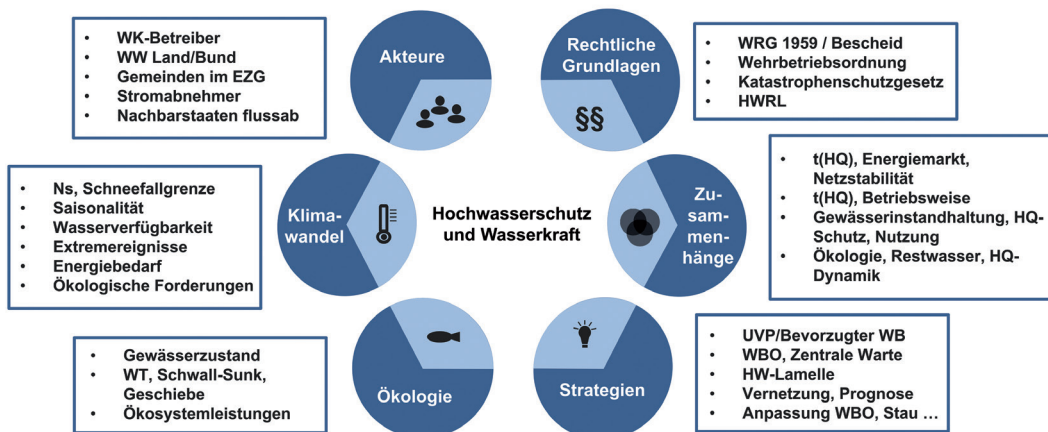 WK-Betreiber
WW Land/Bund
Gemeinden im EZG
Stromabnehmer
Nachbarstaaten flussab
Akteure
Rechtliche
Grundlagen
§§
WRG 1959 / Bescheid
Wehrbetriebsordnung
Katastrophenschutzgesetz
HWRL
Ns, Schneefallgrenze
Saisonalität
Wasserverfügbarkeit
Extremereignisse
Energiebedarf
Ökologische Forderungen
Klima-
wandel
Hochwasserschutz
und Wasserkraft
Zu-
sam-
menhänge
t(HQ), Energiemarkt,
Netzstabilität
t(HQ), Betriebsweise
Gewässerinstandhaltung, HQ-
Schutz, Nutzung
Ökologie, Restwasser, HQ-
Dynamik
Gewässerzustand
WT, Schwall-Sunk,
Geschiebe
Ökosystemleistungen
Ökologie
Strategien
UVP/Bevorzugter WB
WBO, Zentrale Warte
HW-Lamelle
Vernetzung, Prognose
Anpassung WBO, Stau ...